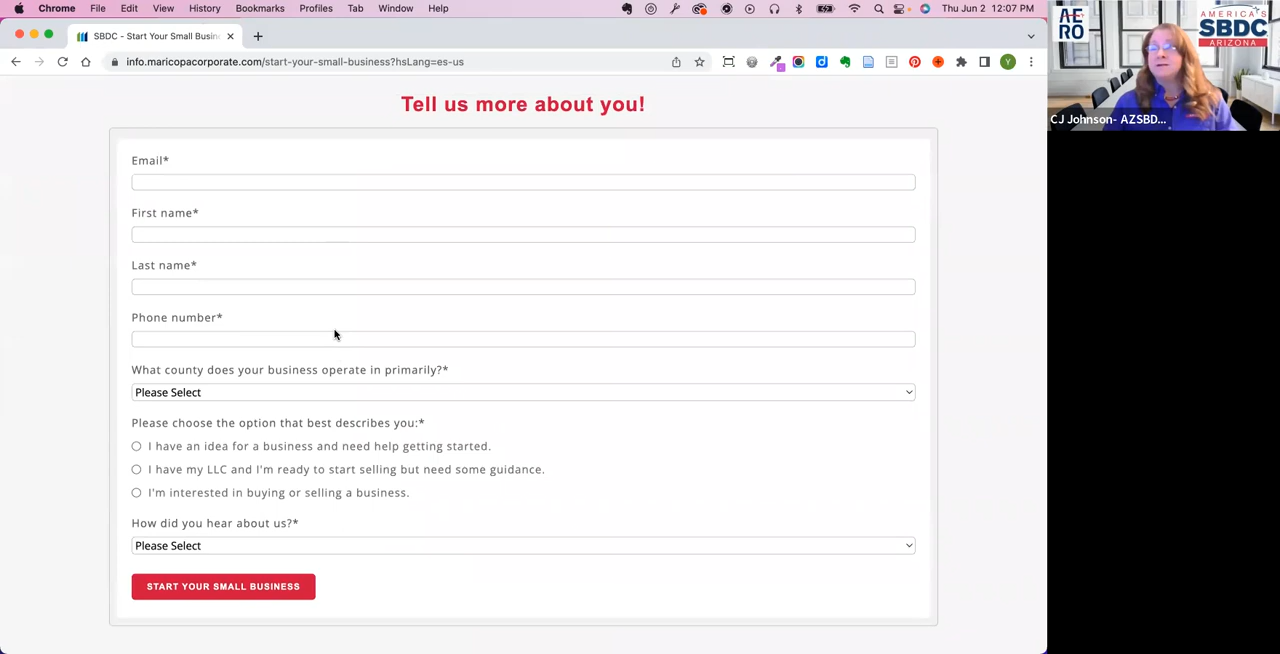 Chrome File Edit View History Bookmarks Profiles Tab Window Help
Thu Jun 2 12:07 PM
SBDC - Start Your Small Busin
info.maricopacorporate.com/start-your-small-business?hsLang=es-us
Y
Tell us more about you!
Email*
First name*
Last name*
Phone number*
What county does your business operate in primarily?*
Please Select
Please choose the option that best describes you:*
I have an idea for a business and need help getting started.
I have my LLC and I'm ready to start selling but need some guidance.
I'm interested in buying or selling a business.
How did you hear about us?*
Please Select
START YOUR SMALL BUSINESS
AE
RO
AMERICA'S
SBDC
ARIZONA
CJ Johnson- AZSBD...